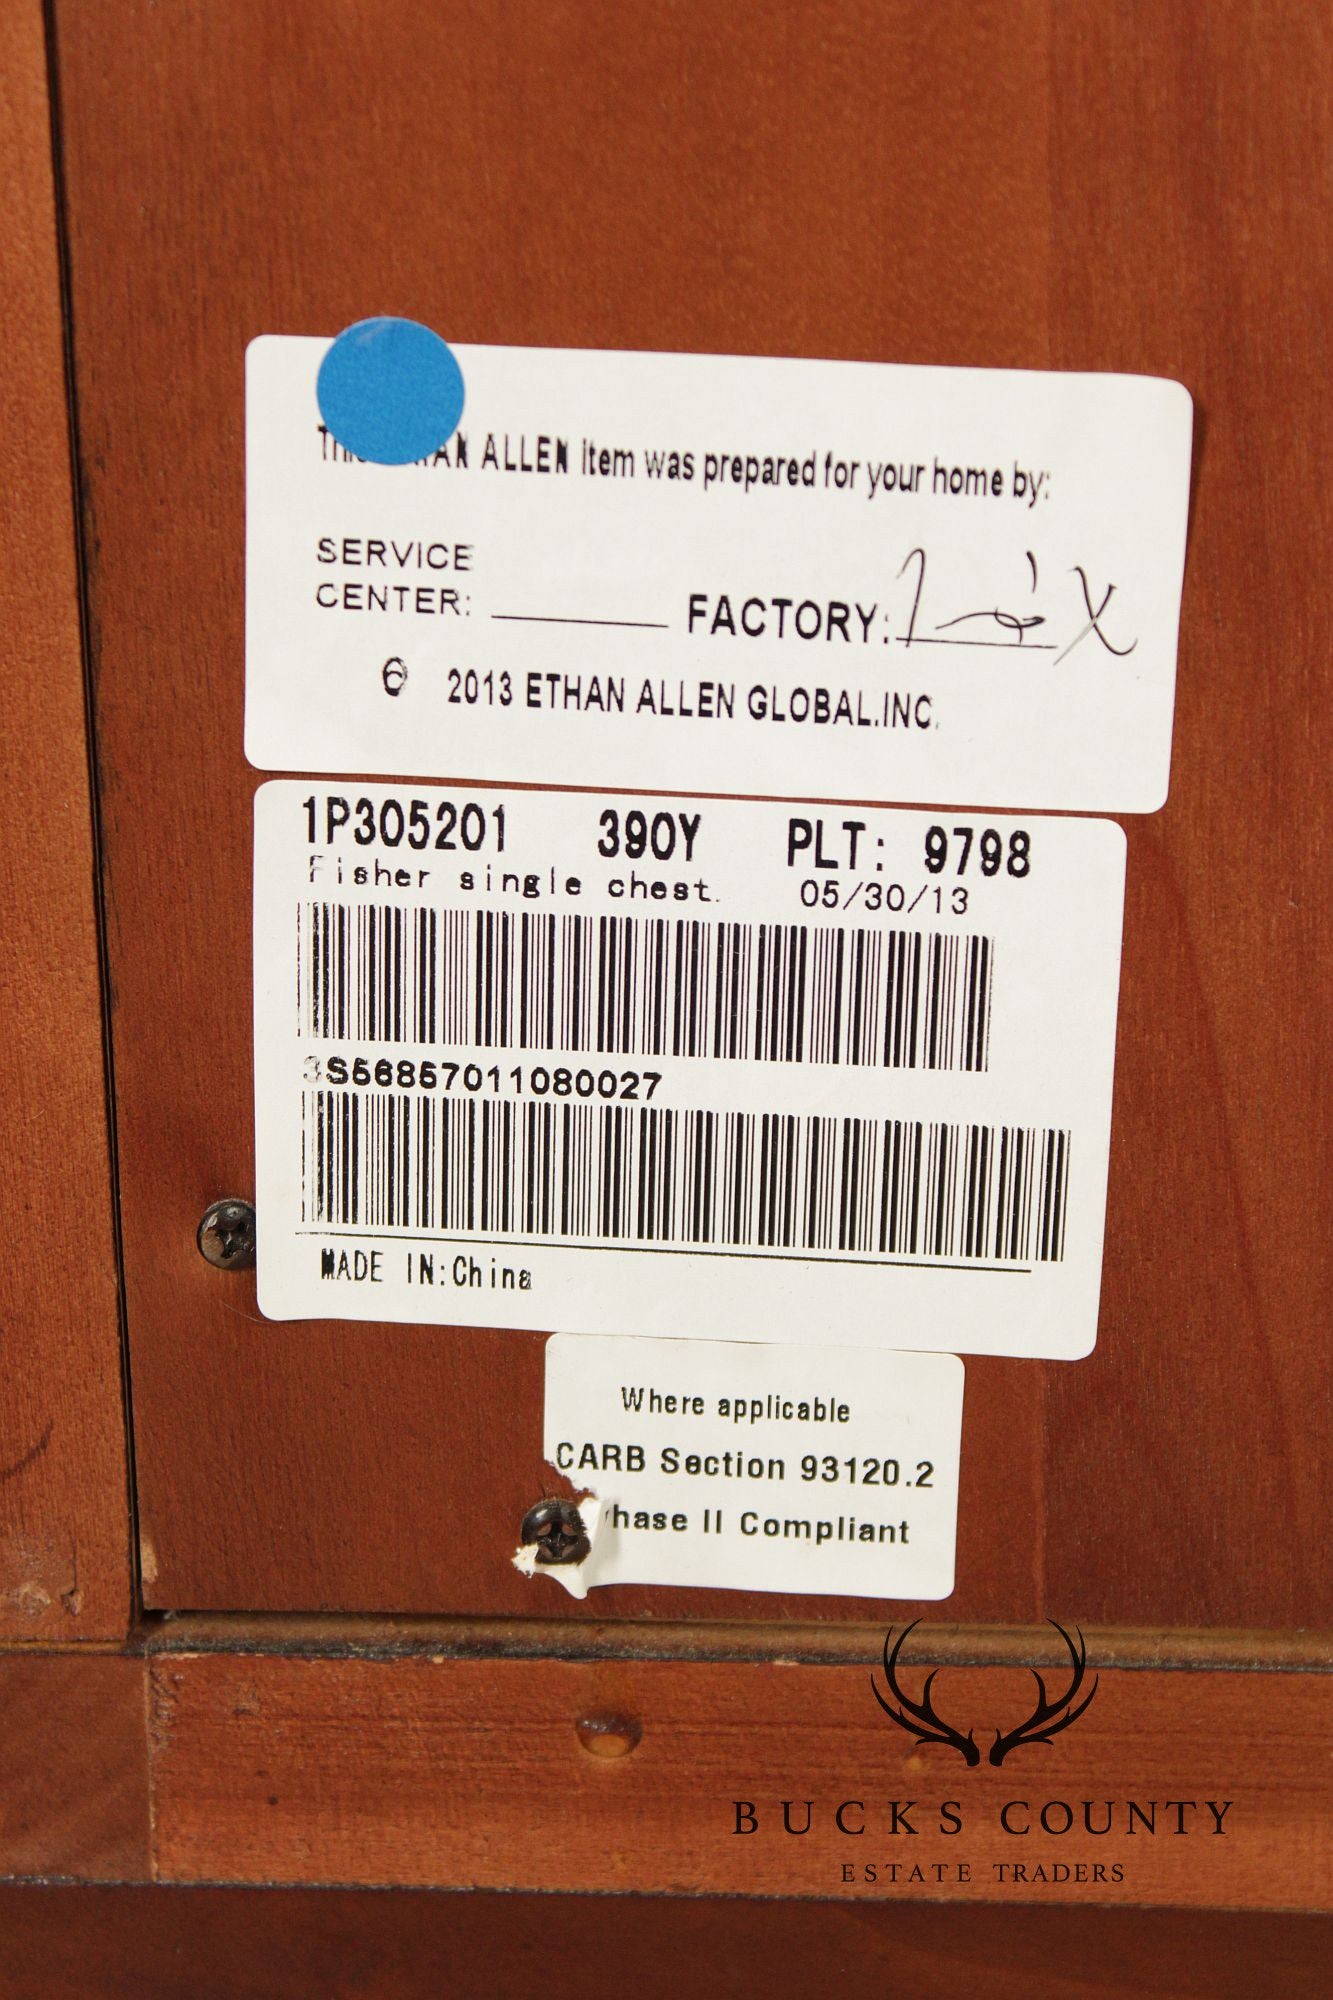 ALLEN item was prepared for your home by:
SERVICE
CENTER: FACTORY:
© 2013 ETHAN ALLEN GLOBAL.INC.
1P305201 390Y PLT: 9798
Fisher single chest. 05/30/13
3S56857011080027
MADE IN:China
Where applicable
CARB Section 93120.2
hase II Compliant
BUCKS COUNTY
ESTATE TRADERS